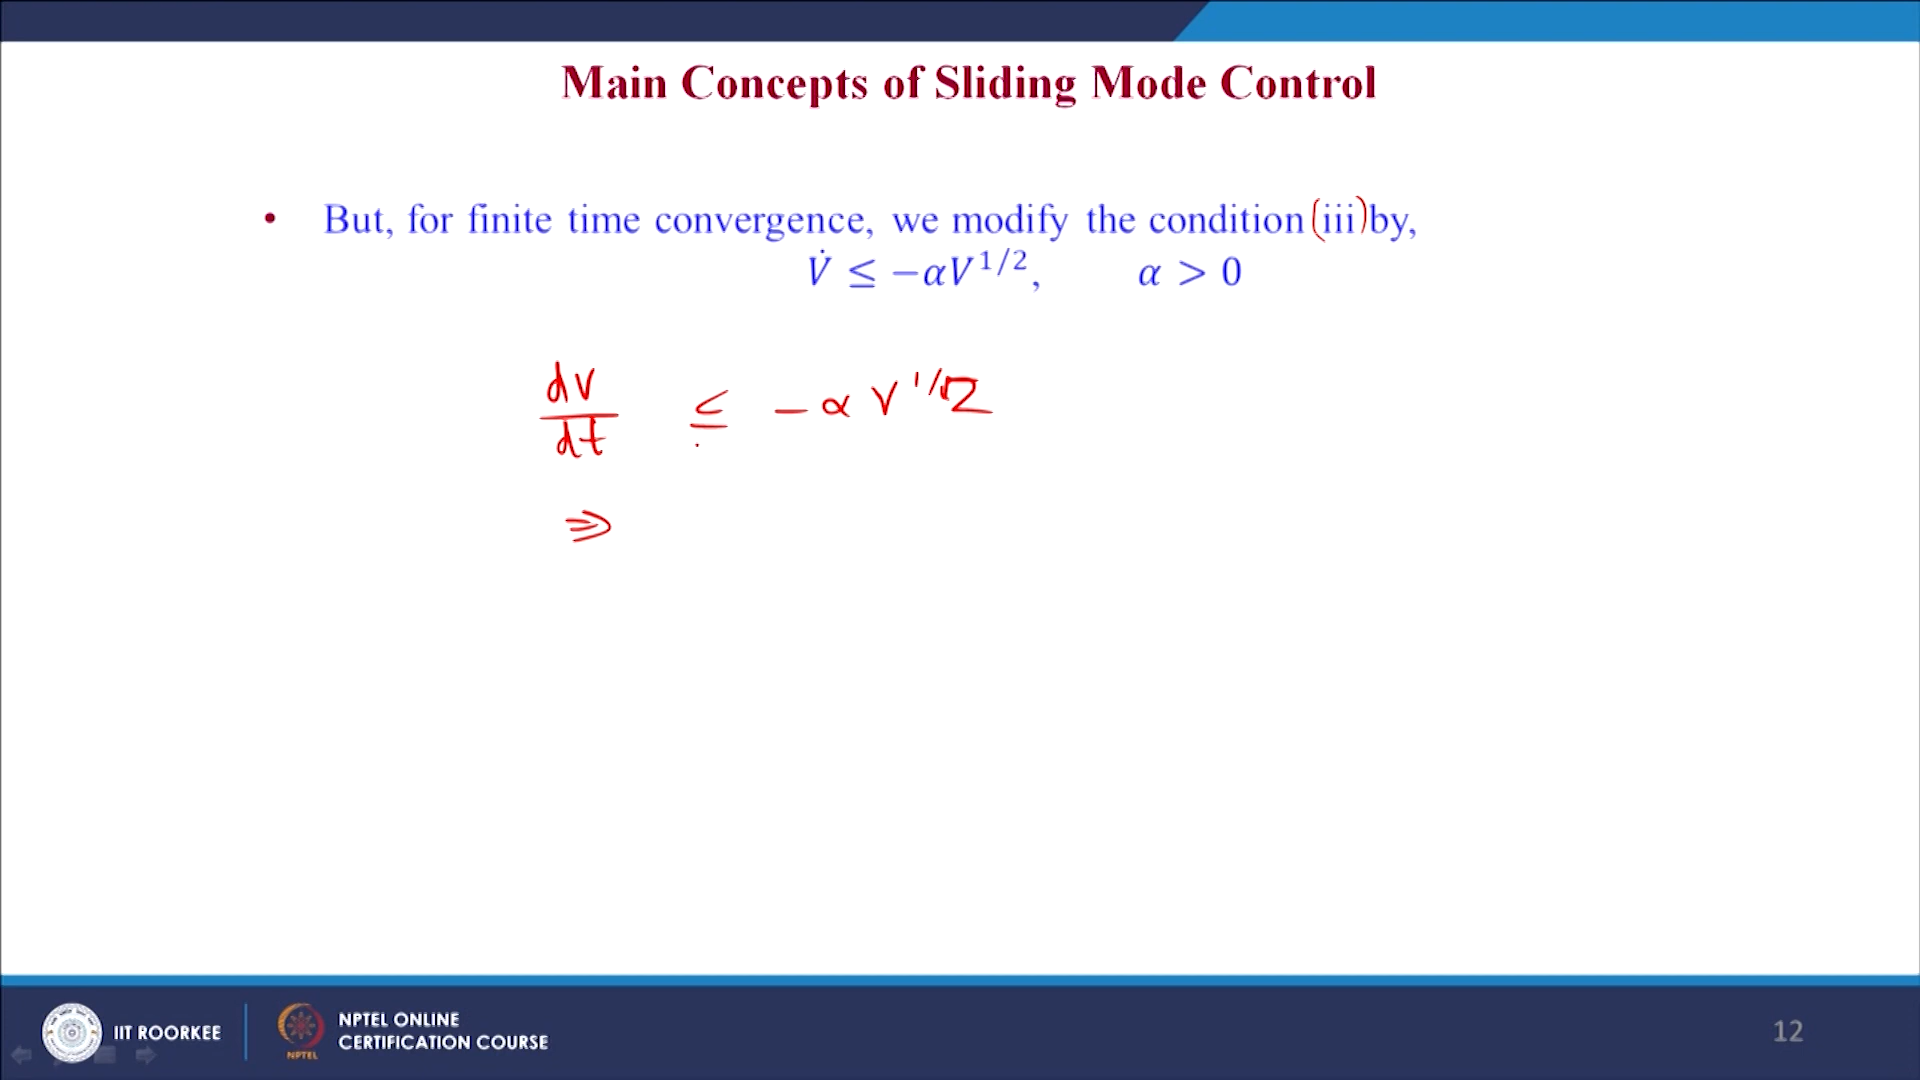 Main Concepts of Sliding Mode Control
• But, for finite time convergence, we modify the condition (iii) by,
V̇ ≤ −αV^{1/2}, α > 0
dv/dt ≤ − α V^{1/2}
⇒
IIT ROORKEE
NPTEL
NPTEL ONLINE
CERTIFICATION COURSE
12